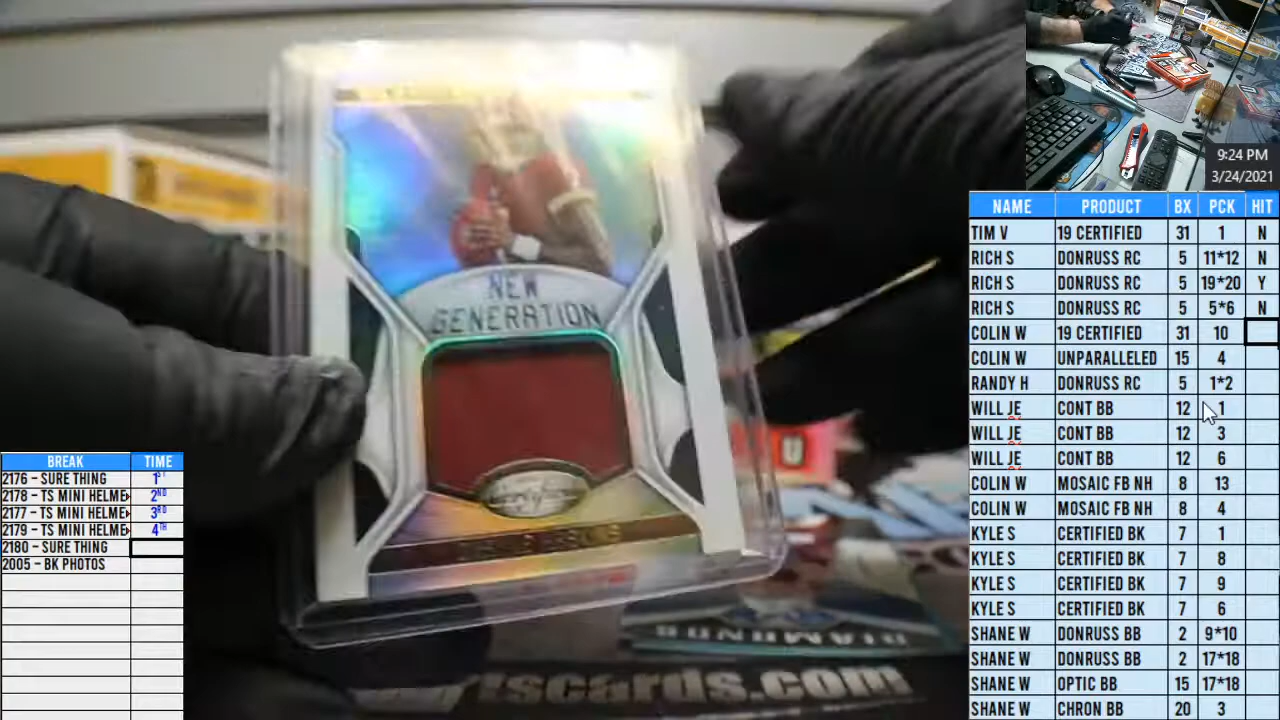 NEW
GENERATION
DIAMONDS
rtscards.com
9:24 PM
3/24/2021
NAME PRODUCT BX PCK HIT
TIM V 19 CERTIFIED 31 1 N
RICH S DONRUSS RC 5 11*12 N
RICH S DONRUSS RC 5 19*20 Y
RICH S DONRUSS RC 5 5*6 N
COLIN W 19 CERTIFIED 31 10
COLIN W UNPARALLELED 15 4
RANDY H DONRUSS RC 5 1*2
WILL JE CONT BB 12 1
WILL JE CONT BB 12 3
WILL JE CONT BB 12 6
COLIN W MOSAIC FB NH 8 13
COLIN W MOSAIC FB NH 8 4
KYLE S CERTIFIED BK 7 1
KYLE S CERTIFIED BK 7 8
KYLE S CERTIFIED BK 7 9
KYLE S CERTIFIED BK 7 6
SHANE W DONRUSS BB 2 9*10
SHANE W DONRUSS BB 2 17*18
SHANE W OPTIC BB 15 17*18
SHANE W CHRON BB 20 3
BREAK TIME
2176 – SURE THING 1ST
2178 – TS MINI HELME 2ND
2177 – TS MINI HELME 3RD
2179 – TS MINI HELME 4TH
2180 – SURE THING
2005 – BK PHOTOS